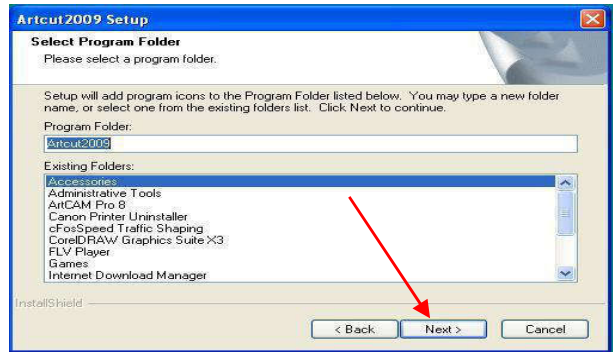 Artcut2009 Setup
Select Program Folder
Please select a program folder.
Setup will add program icons to the Program Folder listed below. You may type a new folder
name, or select one from the existing folders list. Click Next to continue.
Program Folder:
Artcut2009
Existing Folders:
Accessories
Administrative Tools
ArtCAM Pro 8
Canon Printer Uninstaller
cFosSpeed Traffic Shaping
CorelDRAW Graphics Suite X3
FLV Player
Games
Internet Download Manager
InstallShield
< Back Next > Cancel